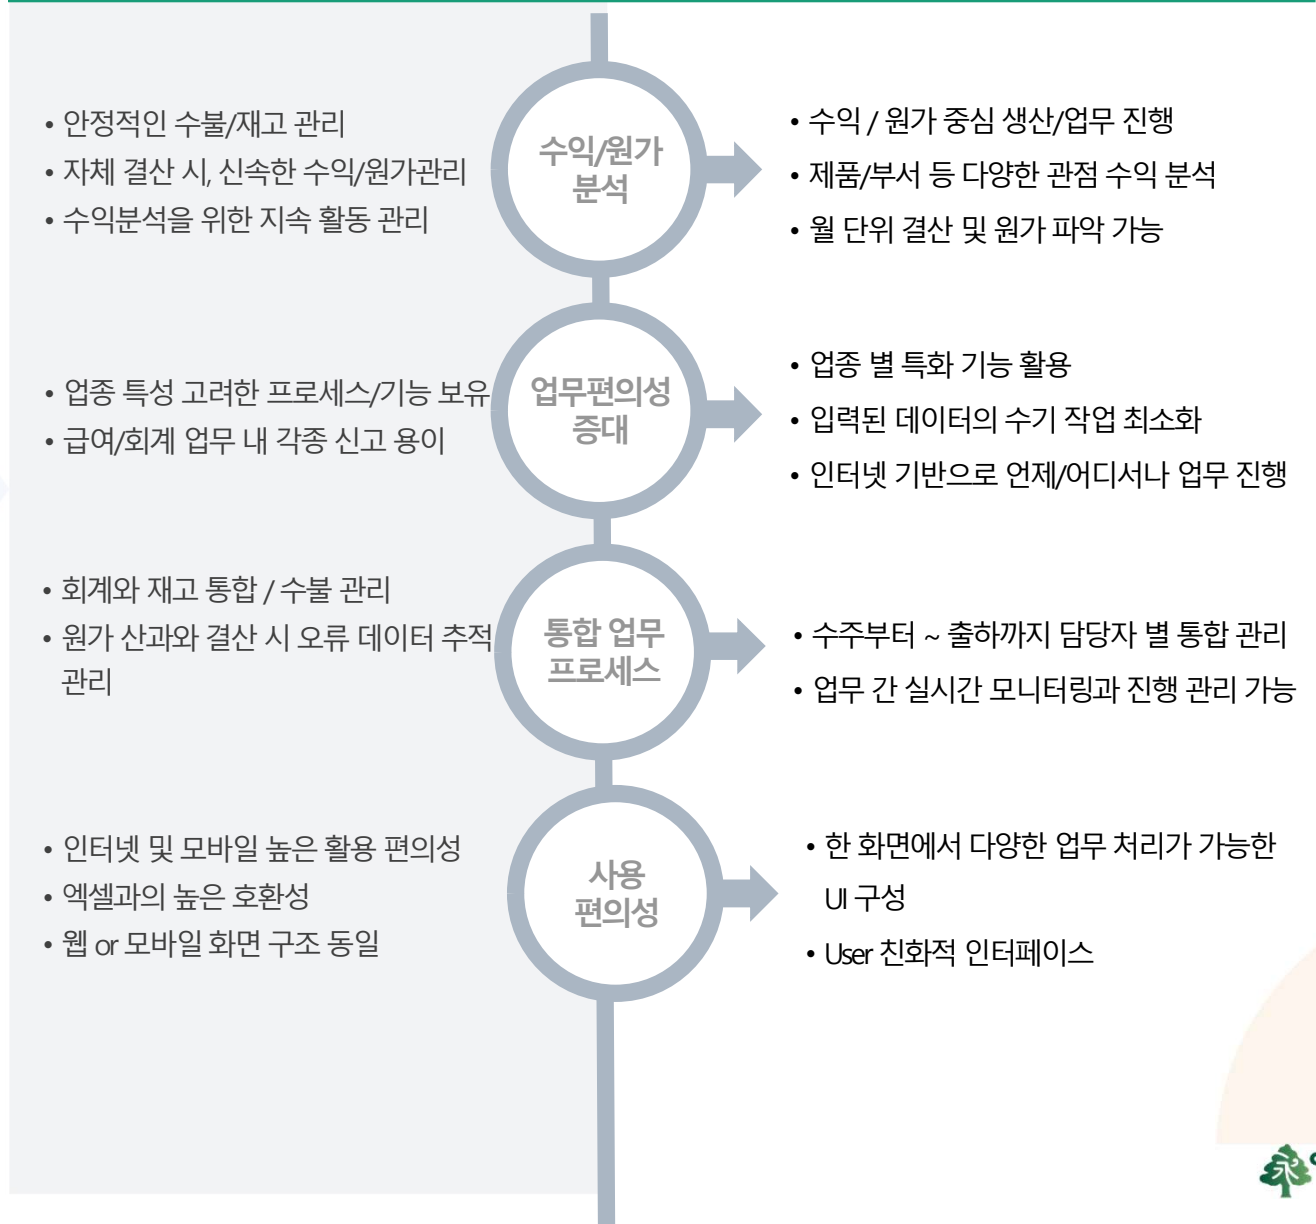 • 안정적인 수불/재고 관리
• 자체 결산 시, 신속한 수익/원가관리
• 수익분석을 위한 지속 활동 관리
수익/원가
분석
• 수익 / 원가 중심 생산/업무 진행
• 제품/부서 등 다양한 관점 수익 분석
• 월 단위 결산 및 원가 파악 가능
• 업종 특성 고려한 프로세스/기능 보유
• 급여/회계 업무 내 각종 신고 용이
업무편의성
증대
• 업종 별 특화 기능 활용
• 입력된 데이터의 수기 작업 최소화
• 인터넷 기반으로 언제/어디서나 업무 진행
• 회계와 재고 통합 / 수불 관리
• 원가 산과와 결산 시 오류 데이터 추적
관리
통합 업무
프로세스
• 수주부터 ~ 출하까지 담당자 별 통합 관리
• 업무 간 실시간 모니터링과 진행 관리 가능
• 인터넷 및 모바일 높은 활용 편의성
• 엑셀과의 높은 호환성
• 웹 or 모바일 화면 구조 동일
사용
편의성
• 한 화면에서 다양한 업무 처리가 가능한
UI 구성
• User 친화적 인터페이스
永